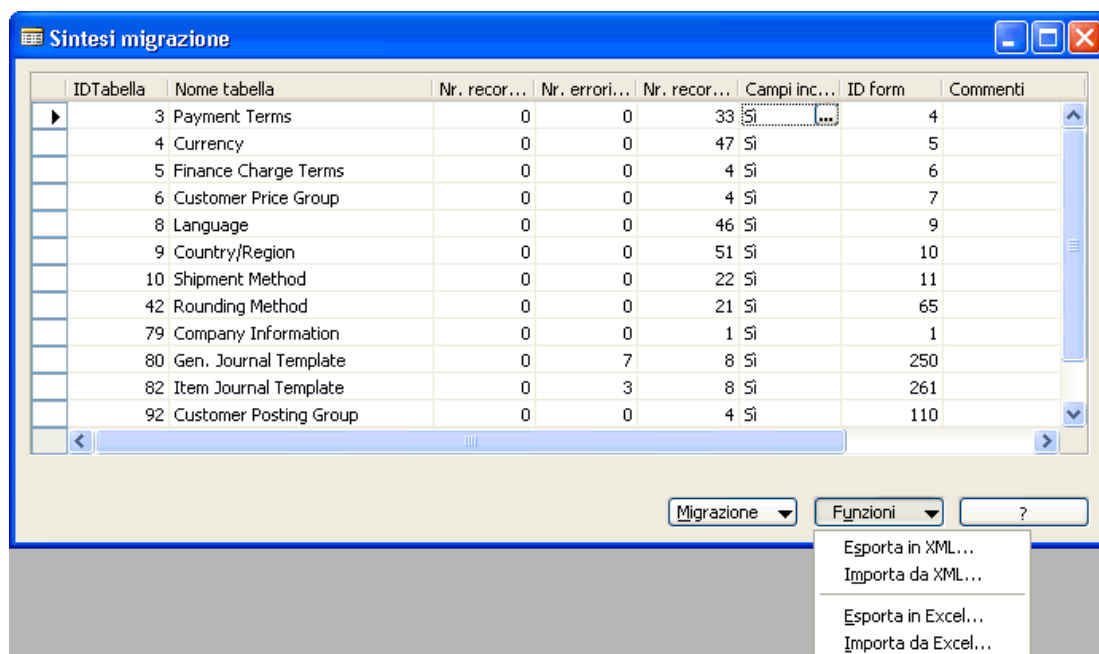 Sintesi migrazione
IDTabella Nome tabella Nr. recor... Nr. errori... Nr. recor... Campi inc... ID form Commenti
3 Payment Terms 0 0 33 Sì ... 4
4 Currency 0 0 47 Sì 5
5 Finance Charge Terms 0 0 4 Sì 6
6 Customer Price Group 0 0 4 Sì 7
8 Language 0 0 46 Sì 9
9 Country/Region 0 0 51 Sì 10
10 Shipment Method 0 0 22 Sì 11
42 Rounding Method 0 0 21 Sì 65
79 Company Information 0 0 1 Sì 1
80 Gen. Journal Template 0 7 8 Sì 250
82 Item Journal Template 0 3 8 Sì 261
92 Customer Posting Group 0 0 4 Sì 110
Migrazione Funzioni ?
Esporta in XML...
Importa da XML...
Esporta in Excel...
Importa da Excel...